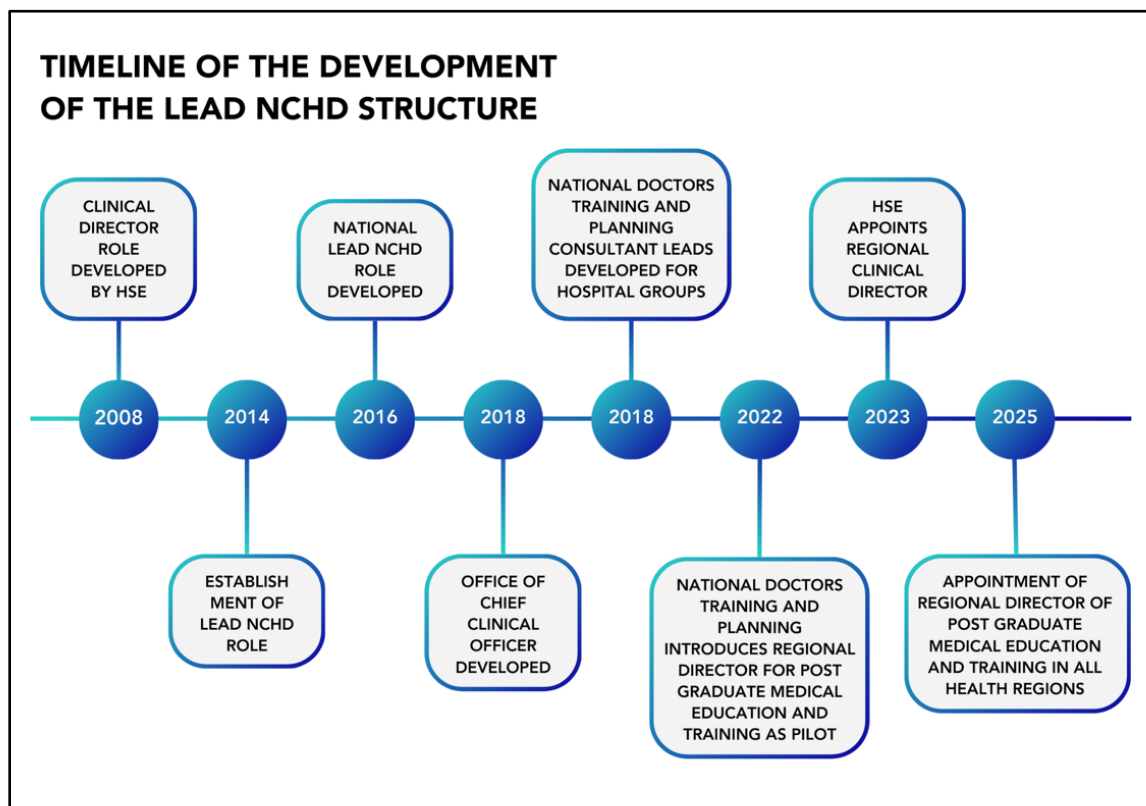 TIMELINE OF THE DEVELOPMENT
OF THE LEAD NCHD STRUCTURE
CLINICAL
DIRECTOR
ROLE
DEVELOPED
BY HSE
2008
ESTABLISH
MENT OF
LEAD NCHD
ROLE
2014
NATIONAL
LEAD NCHD
ROLE
DEVELOPED
2016
OFFICE OF
CHIEF
CLINICAL
OFFICER
DEVELOPED
2018
NATIONAL DOCTORS
TRAINING AND
PLANNING
CONSULTANT LEADS
DEVELOPED FOR
HOSPITAL GROUPS
2018
NATIONAL DOCTORS
TRAINING AND
PLANNING
INTRODUCES REGIONAL
DIRECTOR FOR POST
GRADUATE MEDICAL
EDUCATION AND
TRAINING AS PILOT
2022
HSE
APPOINTS
REGIONAL
CLINICAL
DIRECTOR
2023
APPOINTMENT OF
REGIONAL DIRECTOR OF
POST GRADUATE
MEDICAL EDUCATION
AND TRAINING IN ALL
HEALTH REGIONS
2025